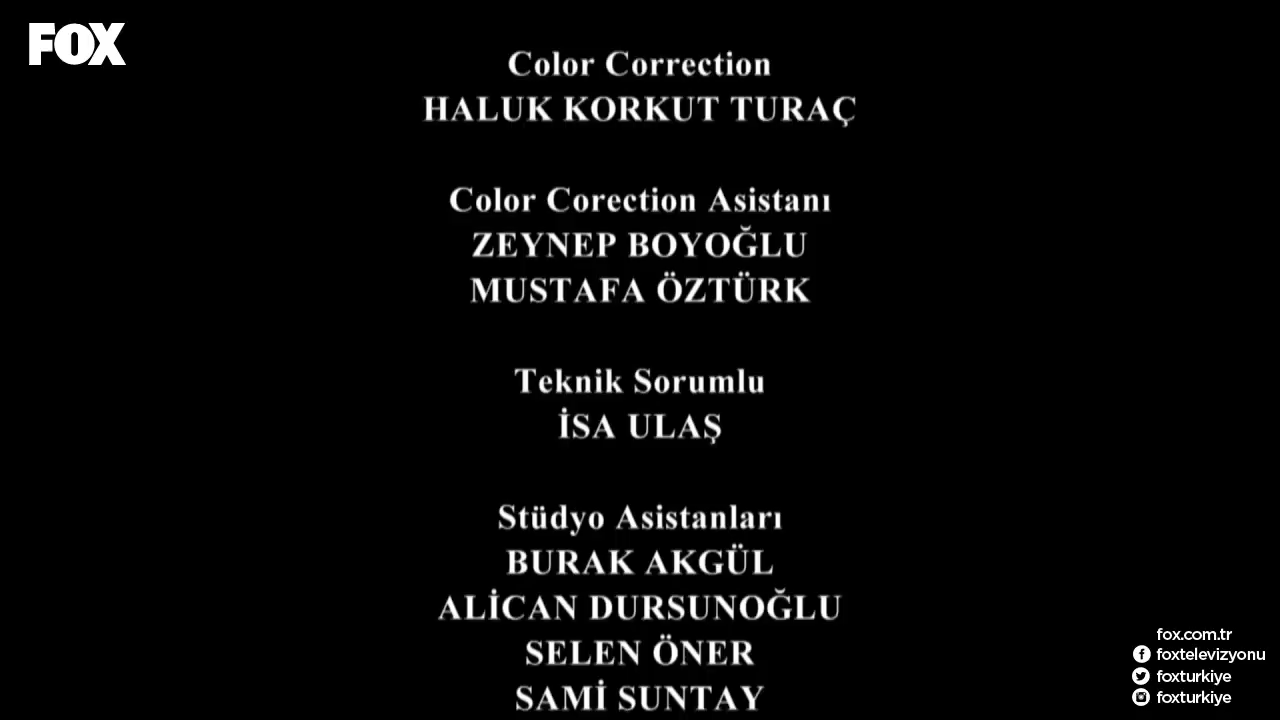 FOX
Color Correction
HALUK KORKUT TURAÇ
Color Corection Asistanı
ZEYNEP BOYOĞLU
MUSTAFA ÖZTÜRK
Teknik Sorumlu
İSA ULAŞ
Stüdyo Asistanları
BURAK AKGÜL
ALİCAN DURSUNOĞLU
SELEN ÖNER
SAMİ SUNTAY
fox.com.tr
foxtelevizyonu
foxturkiye
foxturkiye